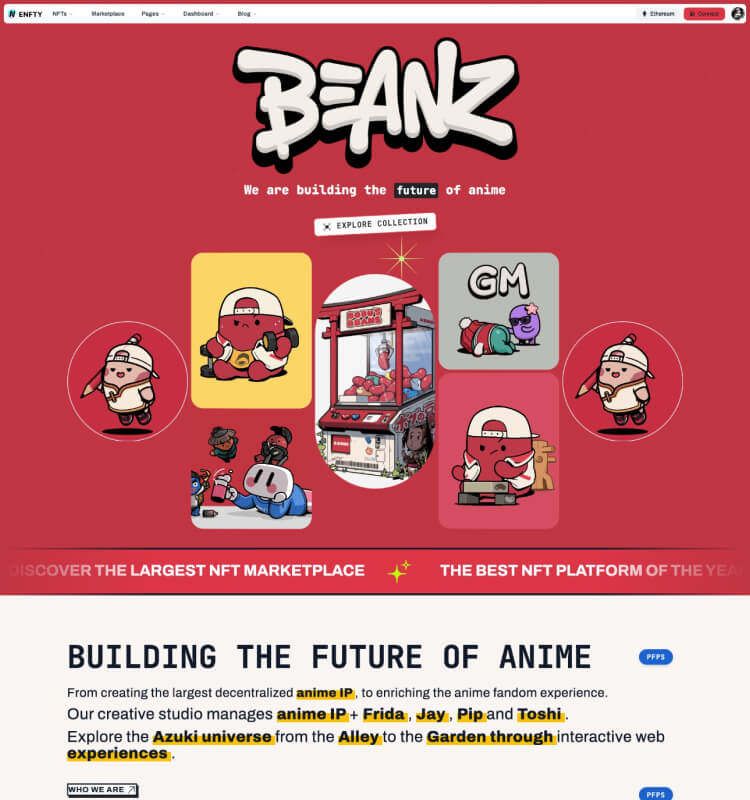 ENFTY NFTs Marketplace Pages Dashboard Blog Ethereum Connect
BEANZ
We are building the future of anime
EXPLORE COLLECTION
GM
DISCOVER THE LARGEST NFT MARKETPLACE THE BEST NFT PLATFORM OF THE YEA
BUILDING THE FUTURE OF ANIME
PFPS
From creating the largest decentralized anime IP, to enriching the anime fandom experience.
Our creative studio manages anime IP + Frida, Jay, Pip and Toshi.
Explore the Azuki universe from the Alley to the Garden through interactive web
experiences.
WHO WE ARE
PFPS